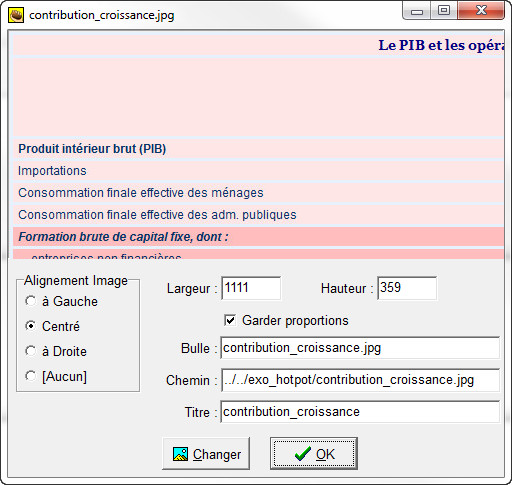 contribution_croissance.jpg
Le PIB et les opéra
Produit intérieur brut (PIB)
Importations
Consommation finale effective des ménages
Consommation finale effective des adm. publiques
Formation brute de capital fixe, dont :
entreprises non financières
Alignement Image
à Gauche
Centré
à Droite
[Aucun]
Largeur : 1111 Hauteur : 359
Garder proportions
Bulle : contribution_croissance.jpg
Chemin : ../../exo_hotpot/contribution_croissance.jpg
Titre : contribution_croissance
Changer OK